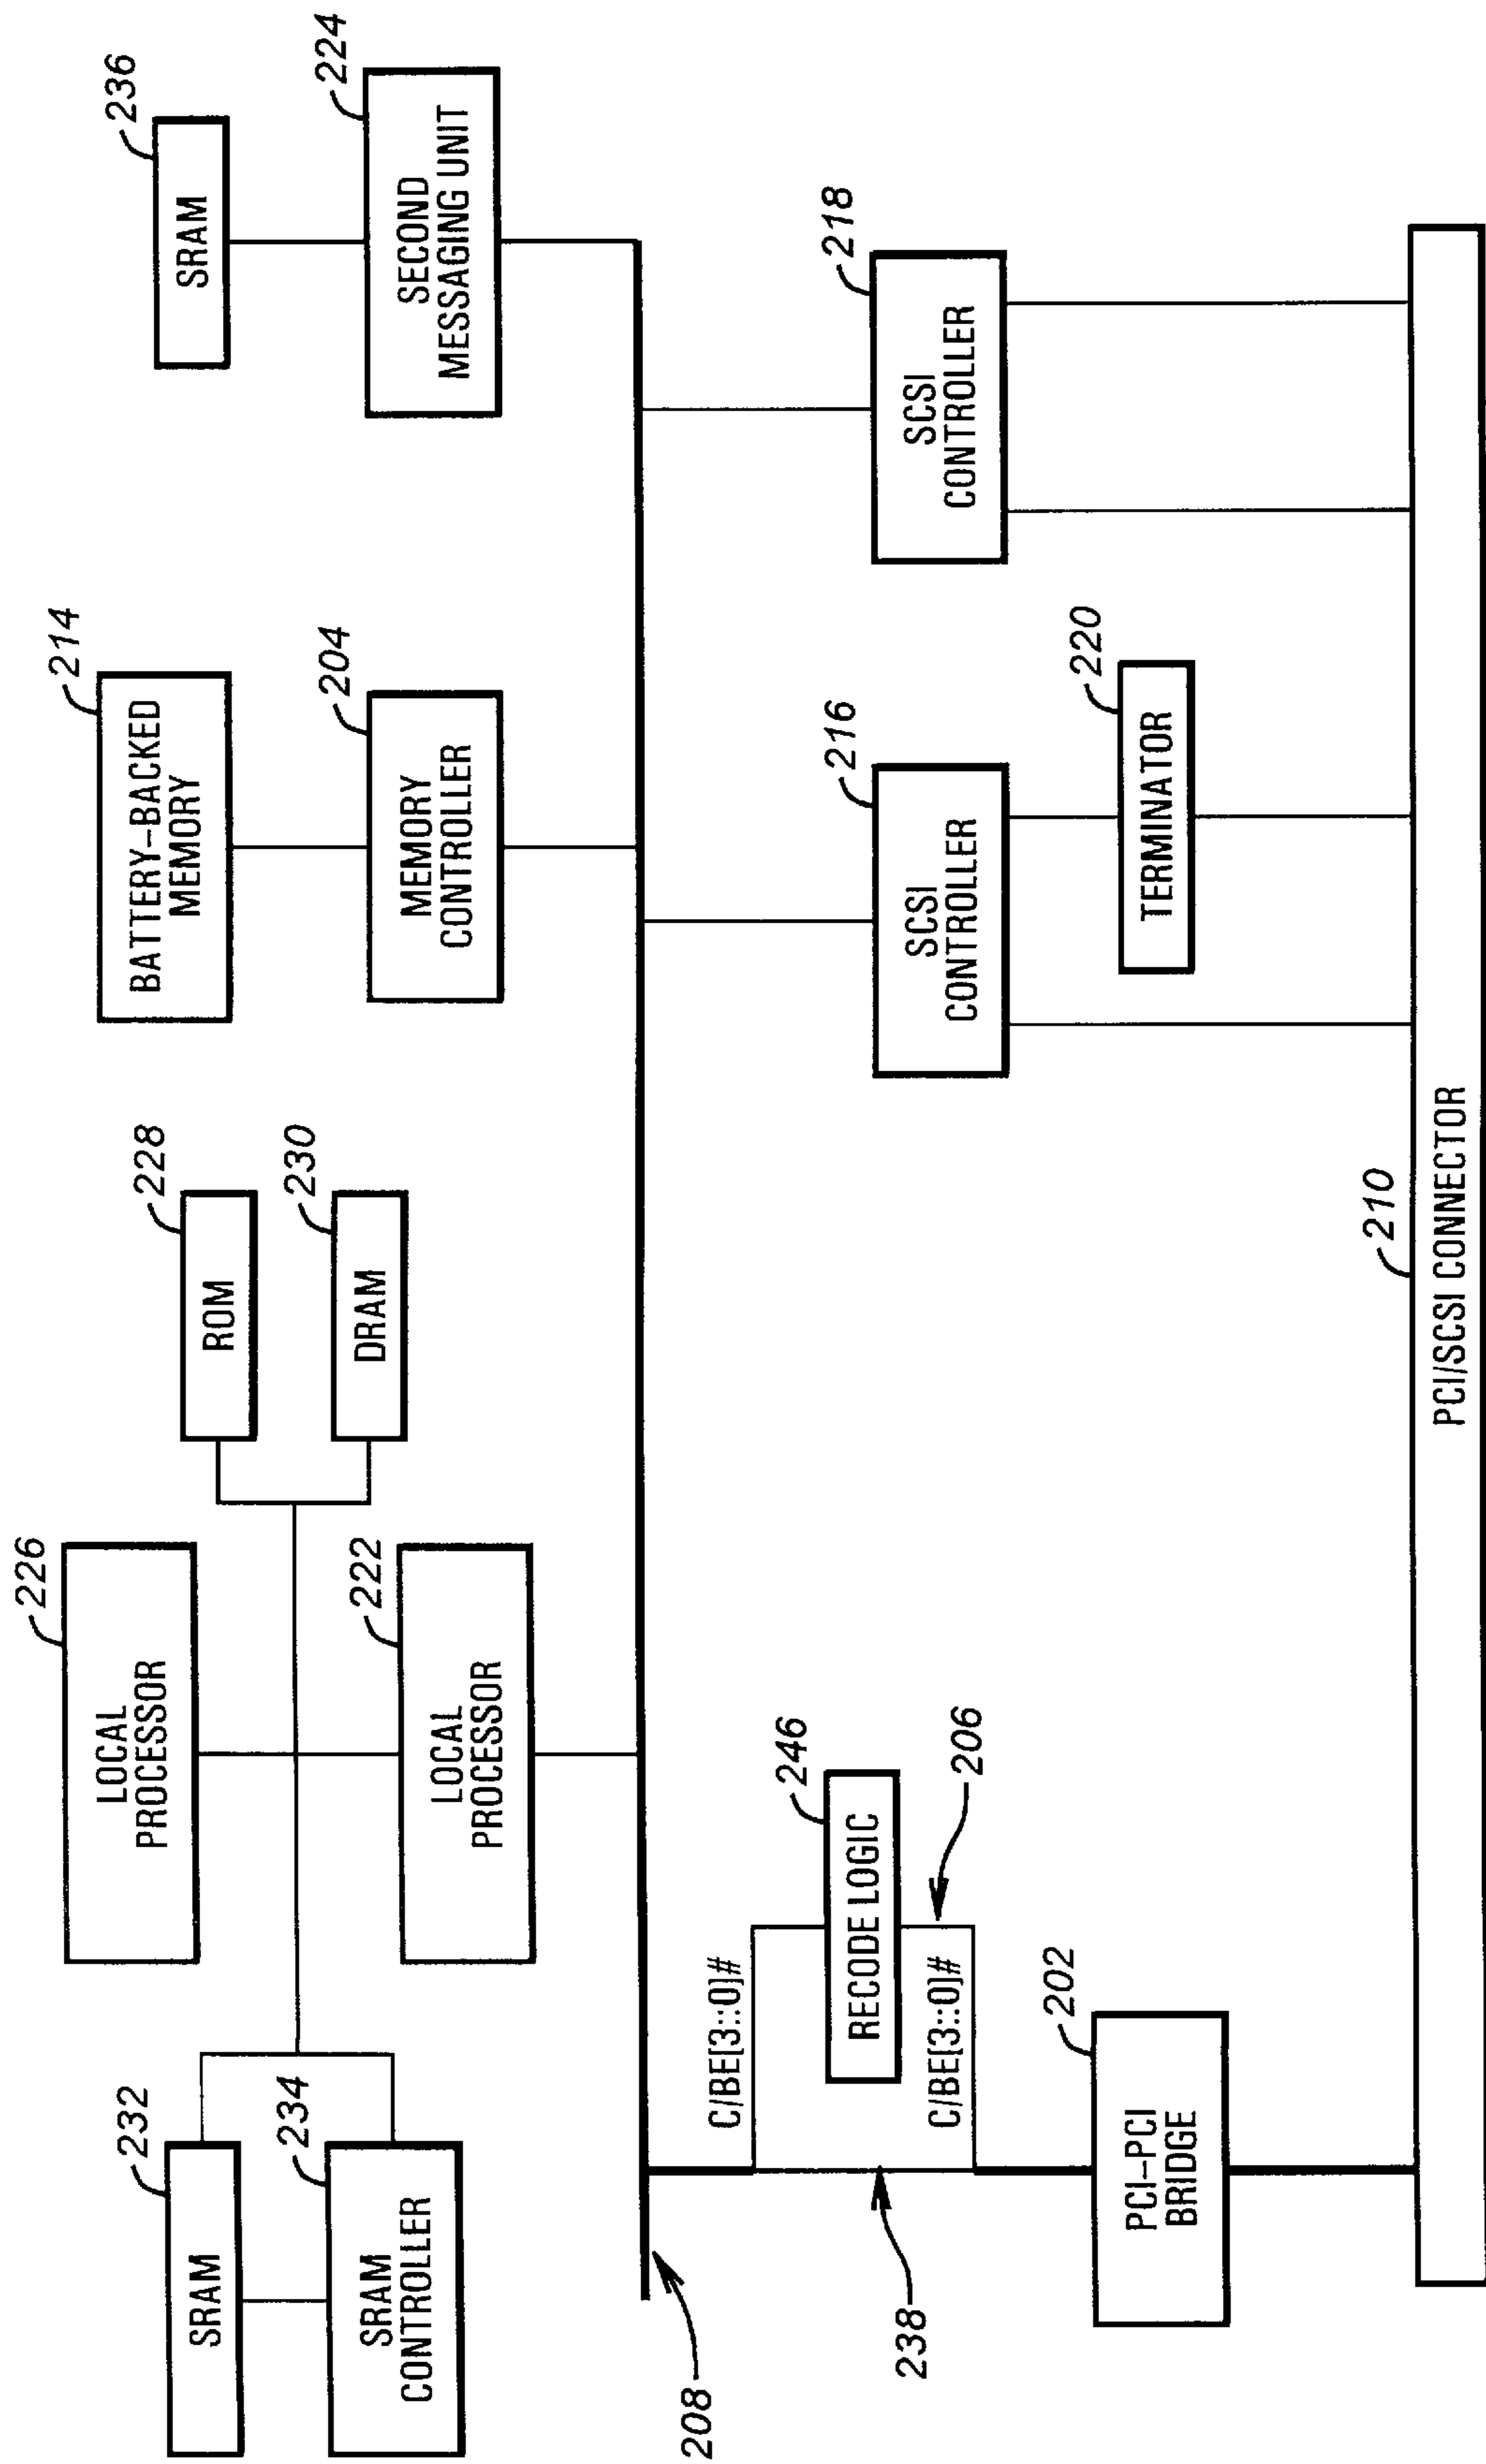 232
SRAM
234
SRAM
CONTROLLER
226
LOCAL
PROCESSOR
222
LOCAL
PROCESSOR
228
ROM
230
DRAM
214
BATTERY-BACKED
MEMORY
204
MEMORY
CONTROLLER
236
SRAM
224
SECOND
MESSAGING UNIT
208
C/BE[3::0]#
246
RECODE LOGIC
C/BE[3::0]#
206
238
202
PCI-PCI
BRIDGE
216
SCSI
CONTROLLER
220
TERMINATOR
218
SCSI
CONTROLLER
210
PCI/SCSI CONNECTOR